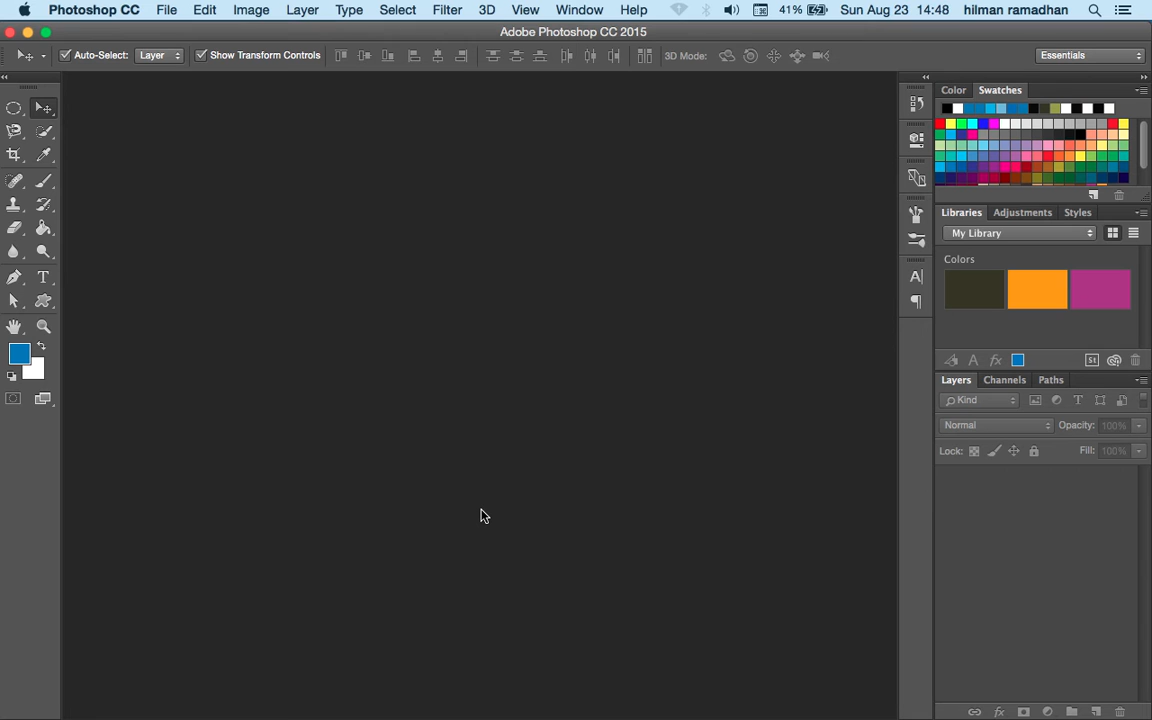 Photoshop CC File Edit Image Layer Type Select Filter 3D View Window Help 41% Sun Aug 23 14:48 hilman ramadhan
Adobe Photoshop CC 2015
Auto-Select: Layer Show Transform Controls 3D Mode: Essentials
Color Swatches
Libraries Adjustments Styles
My Library
Colors
A
St
Layers Channels Paths
Kind
Normal Opacity: 100%
Lock: Fill: 100%